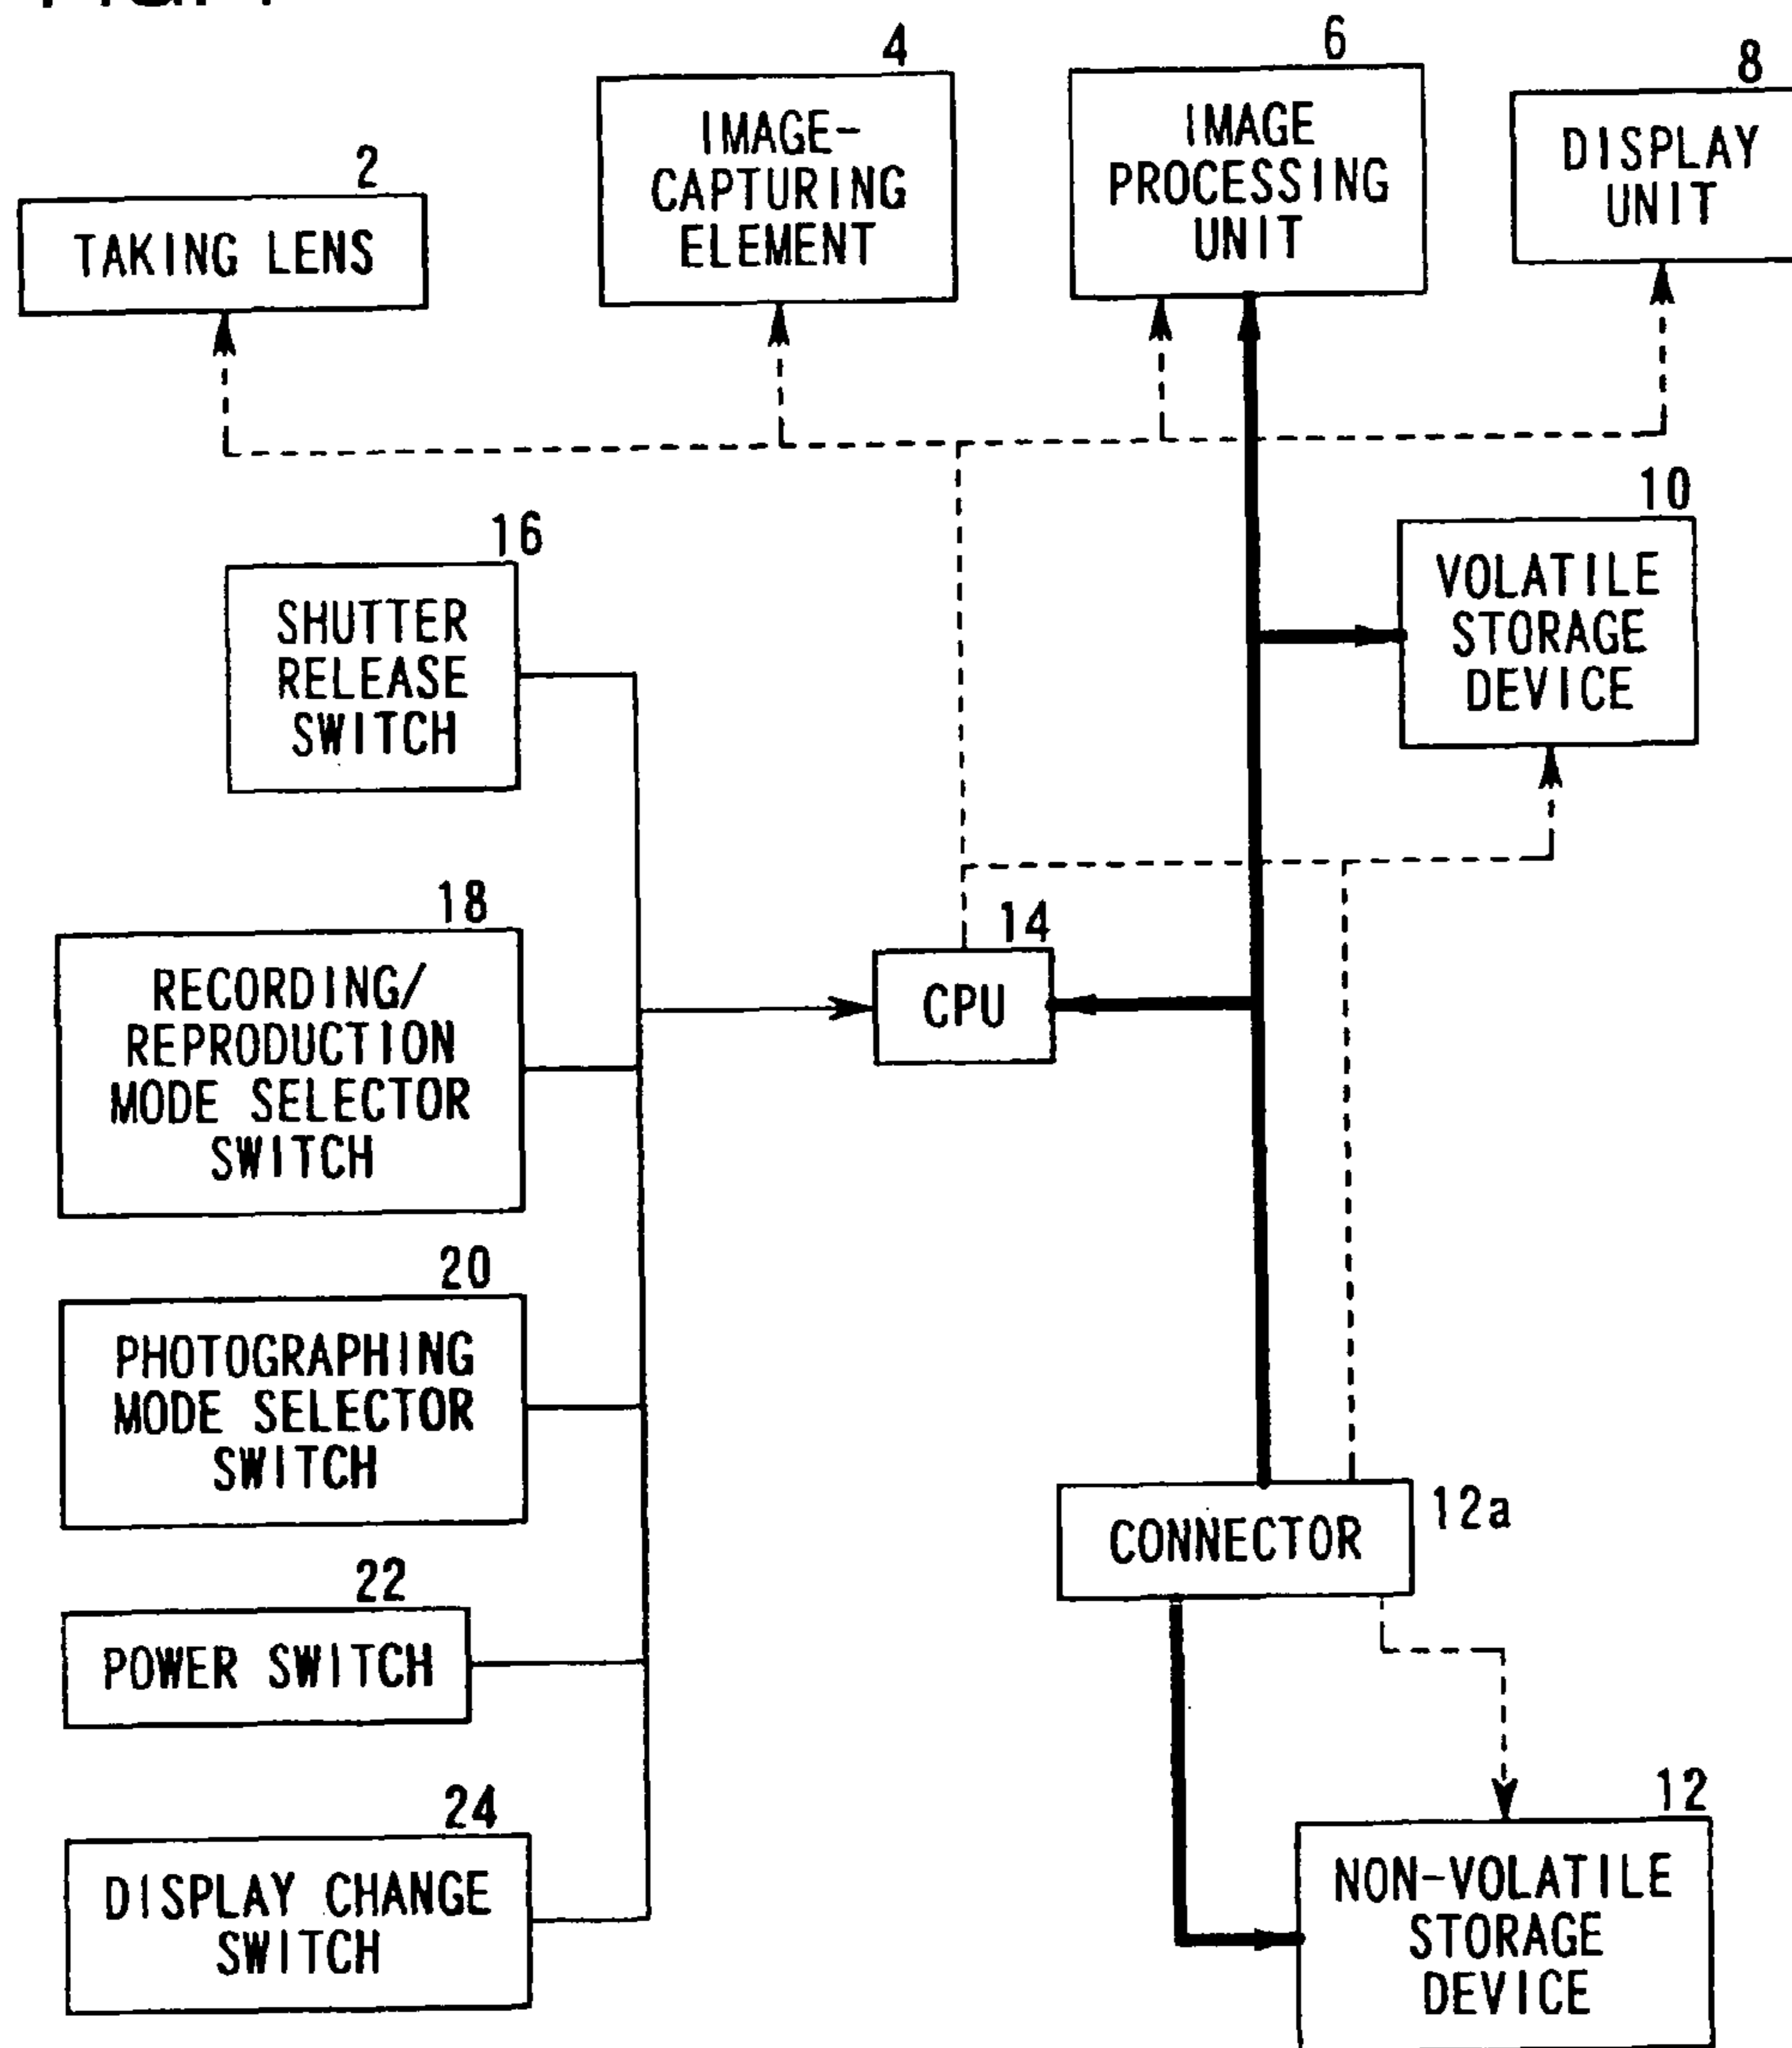 4
IMAGE-
CAPTURING
ELEMENT
6
IMAGE
PROCESSING
UNIT
8
DISPLAY
UNIT
2
TAKING LENS
10
VOLATILE
STORAGE
DEVICE
16
SHUTTER
RELEASE
SWITCH
18
RECORDING/
REPRODUCTION
MODE SELECTOR
SWITCH
14
CPU
20
PHOTOGRAPHING
MODE SELECTOR
SWITCH
12a
CONNECTOR
22
POWER SWITCH
24
DISPLAY CHANGE
SWITCH
12
NON-VOLATILE
STORAGE
DEVICE